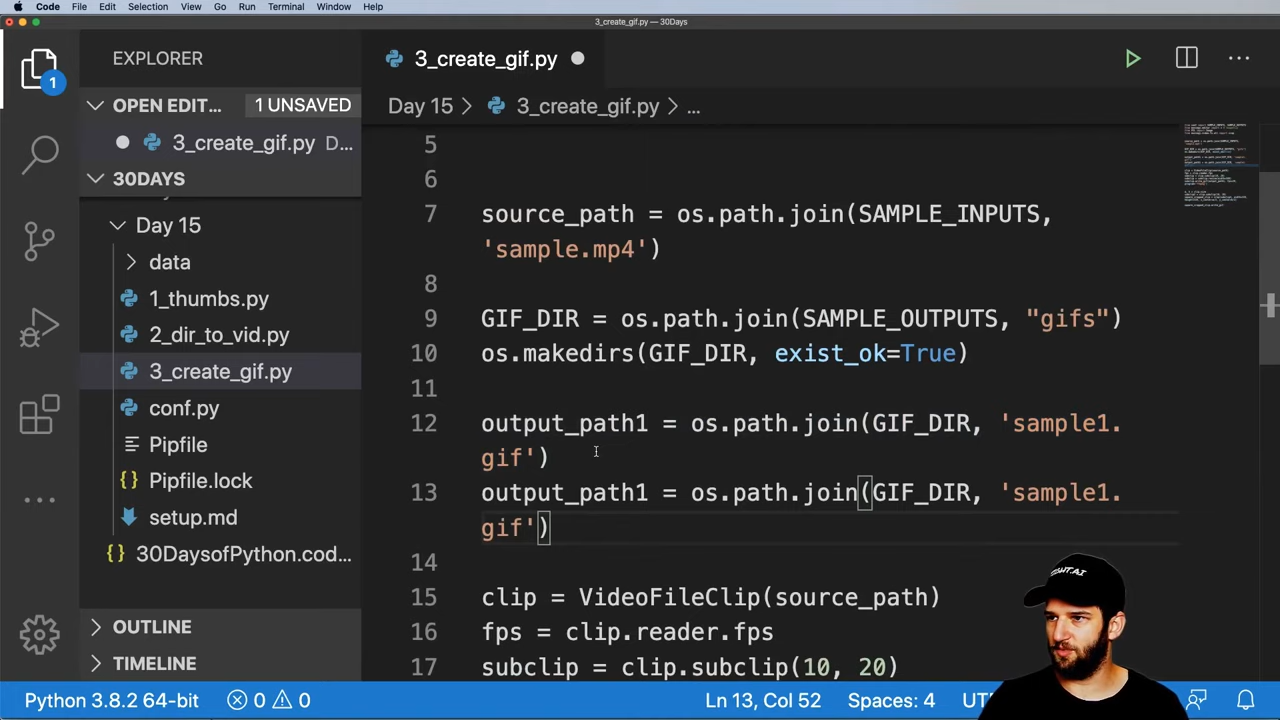 Code File Edit Selection View Go Run Terminal Window Help
3_create_gif.py — 30Days
EXPLORER
3_create_gif.py
OPEN EDIT... 1 UNSAVED
Day 15 > 3_create_gif.py > ...
1
3_create_gif.py D...
30DAYS
Day 15
data
1_thumbs.py
2_dir_to_vid.py
3_create_gif.py
conf.py
Pipfile
Pipfile.lock
setup.md
30DaysofPython.cod...
OUTLINE
TIMELINE
5
6
7 source_path = os.path.join(SAMPLE_INPUTS,
'sample.mp4')
8
9 GIF_DIR = os.path.join(SAMPLE_OUTPUTS, "gifs")
10 os.makedirs(GIF_DIR, exist_ok=True)
11
12 output_path1 = os.path.join(GIF_DIR, 'sample1.
gif')
13 output_path1 = os.path.join(GIF_DIR, 'sample1.
gif')
14
15 clip = VideoFileClip(source_path)
16 fps = clip.reader.fps
17 subclip = clip.subclip(10, 20)
Python 3.8.2 64-bit 0 0 Ln 13, Col 52 Spaces: 4